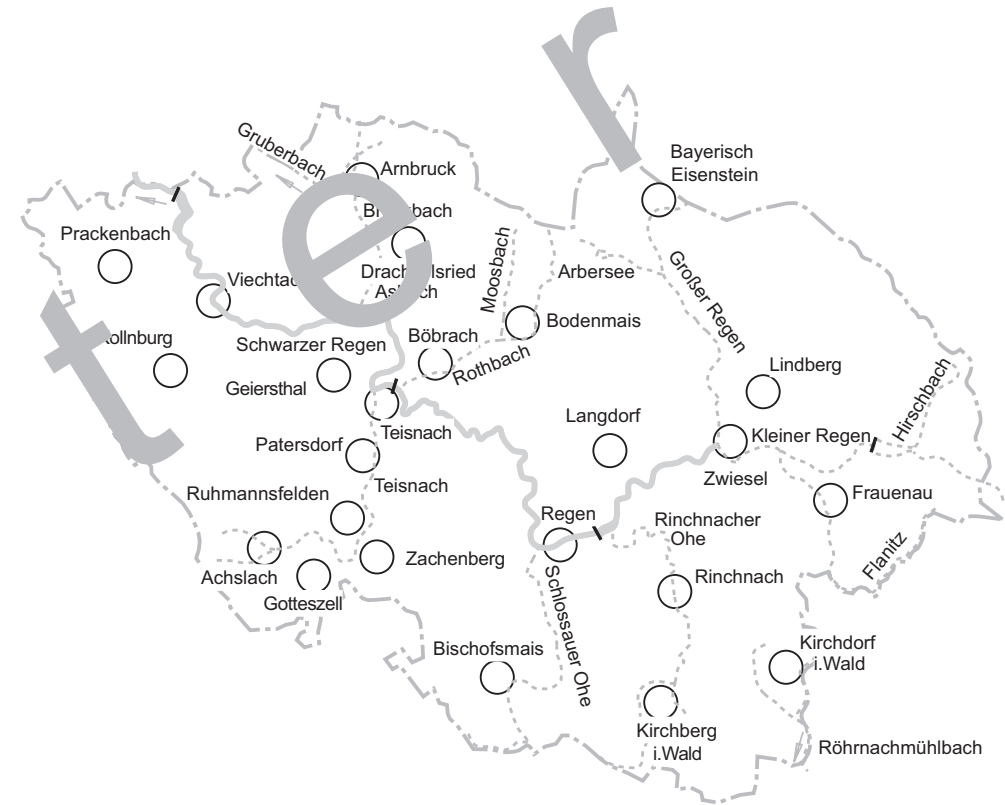 r
Bayerisch
Eisenstein
Gruberbach
Arnbruck
e
Prackenbach
Moosbach
Arbersee
Großer Regen
Bodenmais
Böbrach
Rothbach
Schwarzer Regen
Geiersthal
t
Lindberg
Hirschbach
Langdorf
Teisnach
Kleiner Regen
Patersdorf
Zwiesel
Teisnach
Ruhmannsfelden
Frauenau
Regen
Rinchnacher
Ohe
Zachenberg
Flanitz
Achslach
Rinchnach
Gotteszell
Schlossauer Ohe
Bischofsmais
Kirchdorf
i.Wald
Kirchberg
i.Wald
Röhrnachmühlbach